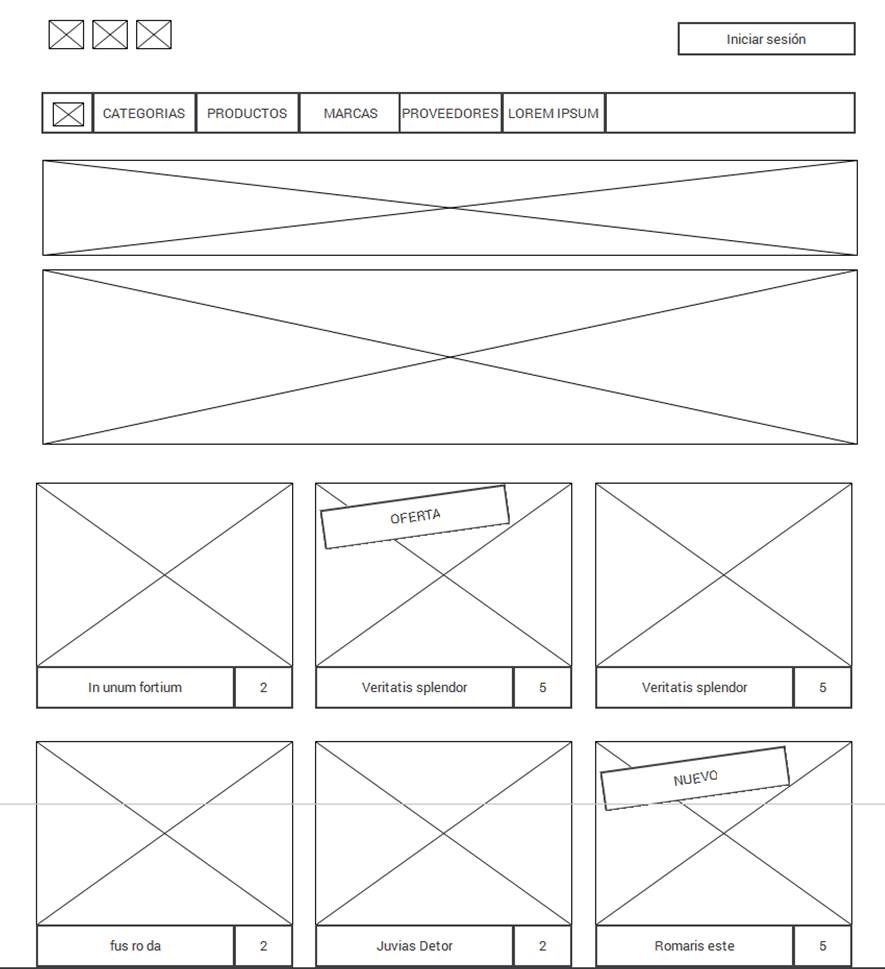 Iniciar sesión
CATEGORIAS PRODUCTOS MARCAS PROVEEDORES LOREM IPSUM
OFERTA
In unum fortium 2 Veritatis splendor 5 Veritatis splendor 5
NUEVO
fus ro da 2 Juvias Detor 2 Romaris este 5